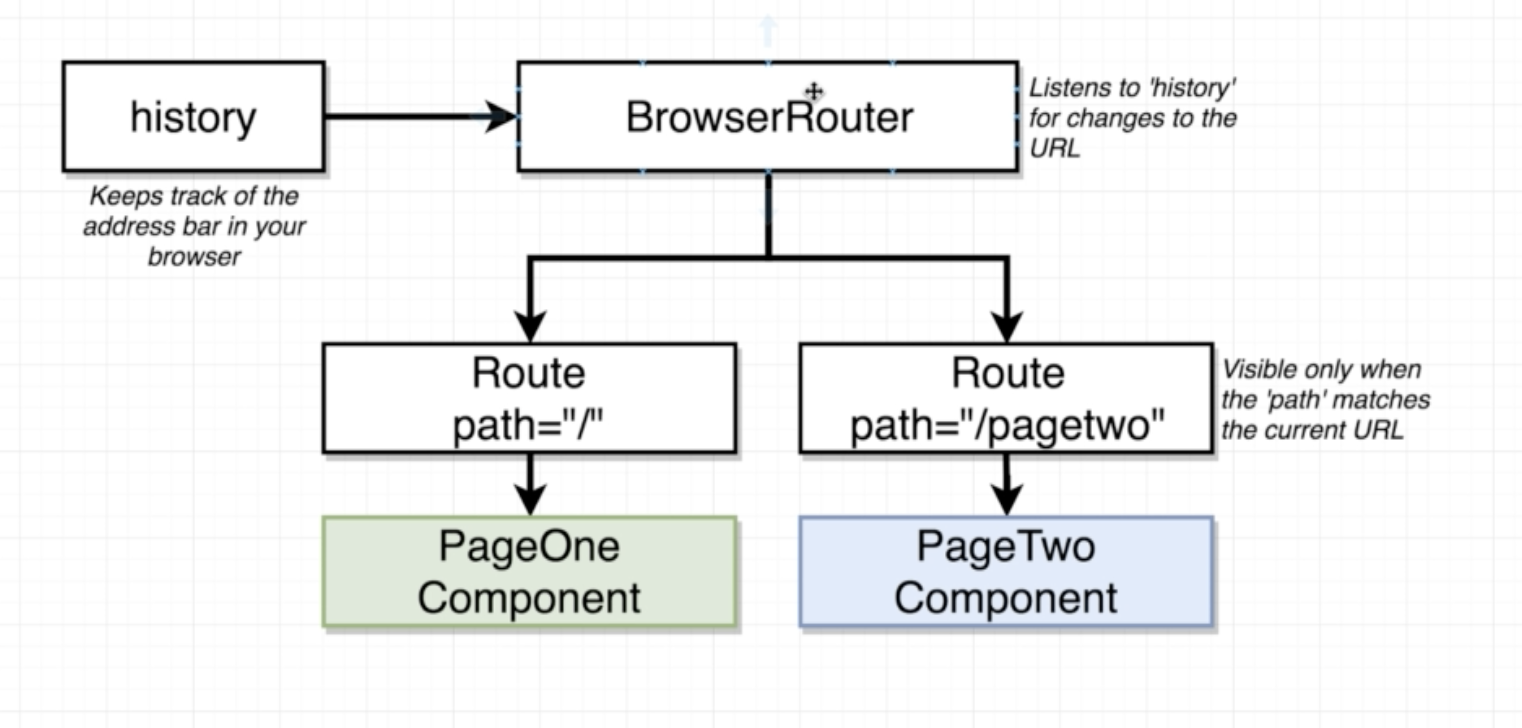 history
BrowserRouter
Listens to 'history'
for changes to the
URL
Keeps track of the
address bar in your
browser
Route
path="/"
Route
path="/pagetwo"
Visible only when
the 'path' matches
the current URL
PageOne
Component
PageTwo
Component